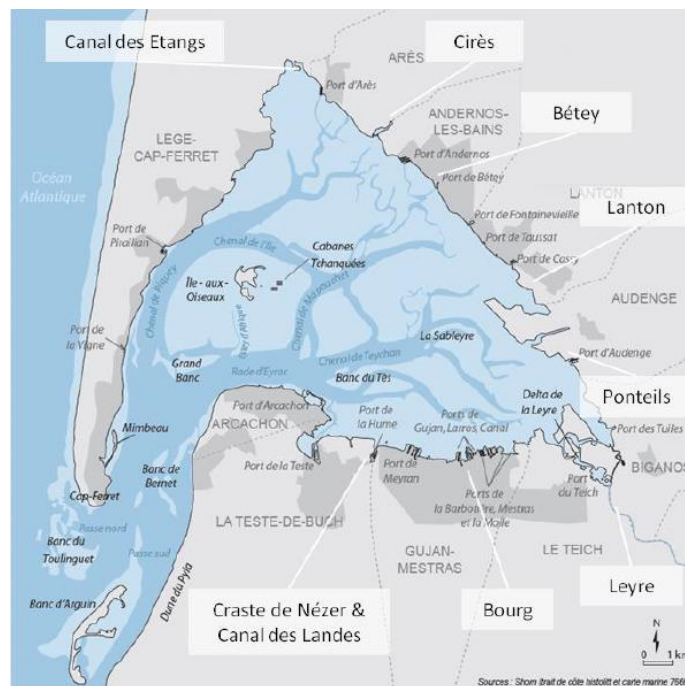 Canal des Etangs
Cirès
ARÈS
Port d'Arès
ANDERNOS-
LES-BAINS
Bétey
LÈGE-
CAP-FERRET
Port d'Andernos
Port de Bétey
Océan
Atlantique
LANTON
Port de Fontainevieille
Port de Taussat
Lanton
Port de Cassy
Port de
Piraillan
Chenal de l'Île
Cabanes
Tchanquées
Île-aux-
Oiseaux
Chenal de Piquey
AUDENGE
Port de
la Vigne
La Sableyre
Grand
Banc
Chenal de Teychan
Rade d'Eyrac
Port d'Audenge
Banc du Tès
Delta de
la Leyre
Ponteils
Port d'Arcachon
ARCACHON
Port de
la Hume
Ports de
Gujan, Larros, Canal
Port des Tuiles
Mimbeau
Banc de
Bernet
Port de la Teste
Port de
Meyran
BIGANOS
Port
du Teich
Cap-Ferret
Ports de
la Barbotière, Mestras
et la Molle
Passe nord
LA TESTE-DE-BUCH
Banc du
Toulinguet
Passe sud
GUJAN-
MESTRAS
LE TEICH
Dune du Pyla
Leyre
Banc d'Arguin
Craste de Nézer &
Canal des Landes
Bourg
N
0 1 km